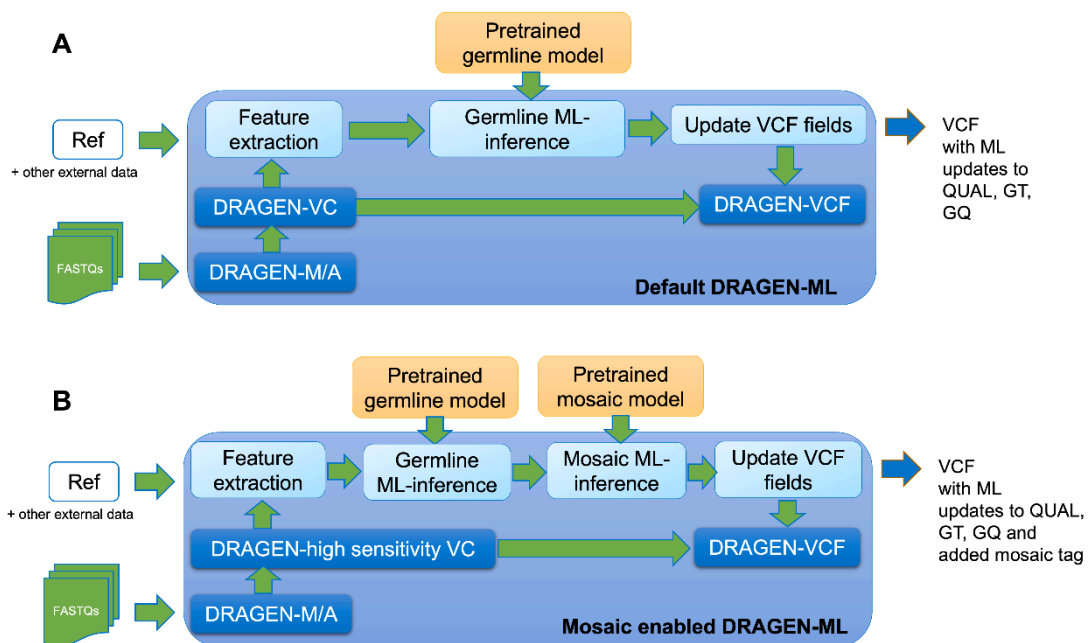 A
Pretrained
germline model
Ref
+ other external data
Feature
extraction
Germline ML-
inference
Update VCF fields
VCF
with ML
updates to
QUAL, GT,
GQ
DRAGEN-VC
DRAGEN-VCF
FASTQs
DRAGEN-M/A
Default DRAGEN-ML
B
Pretrained
germline model
Pretrained
mosaic model
Ref
+ other external data
Feature
extraction
Germline
ML-inference
Mosaic ML-
inference
Update VCF
fields
VCF
with ML
updates to QUAL,
GT, GQ and
added mosaic tag
DRAGEN-high sensitivity VC
DRAGEN-VCF
FASTQs
DRAGEN-M/A
Mosaic enabled DRAGEN-ML